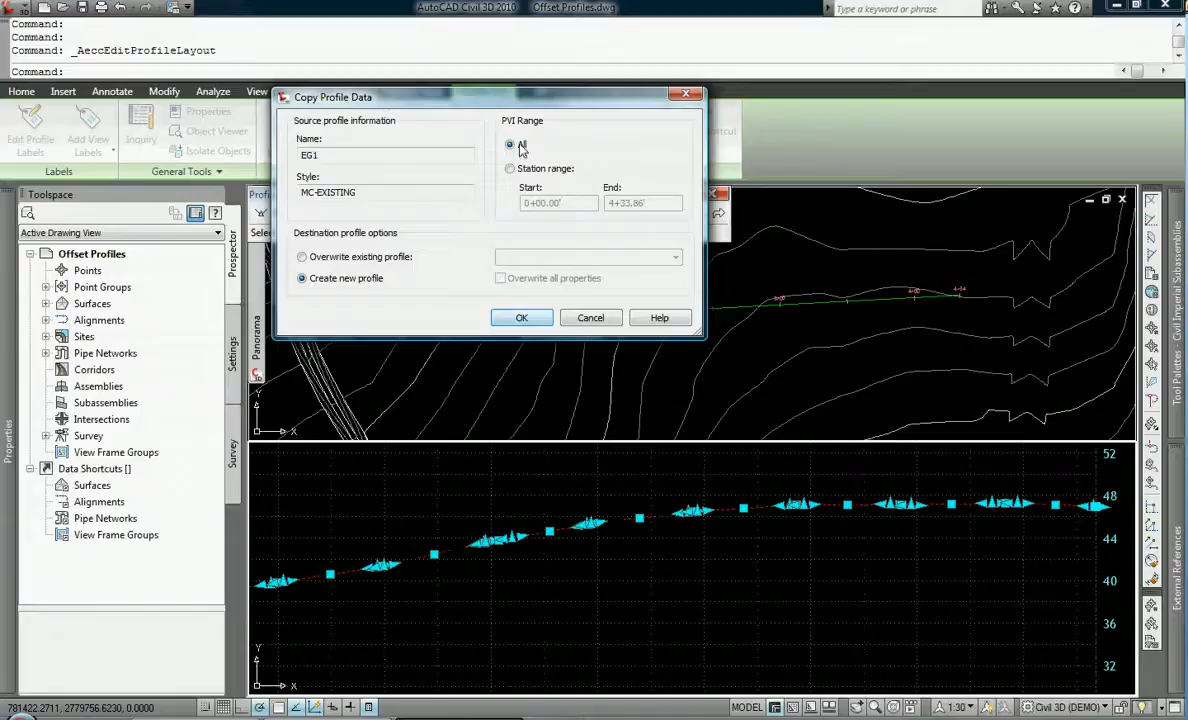 AutoCAD Civil 3D 2010 Offset Profiles.dwg
Type a keyword or phrase
Command:
Command:
Command: _AeccEditProfileLayout
Command:
Home Insert Annotate Modify Analyze View
Edit Profile Labels
Add View Labels
Labels
Inquiry
Properties
Object Viewer
Isolate Objects
General Tools
Copy Profile Data
Source profile information
Name:
EG1
Style:
MC-EXISTING
PVI Range
All
Station range:
Start: End:
0+00.00' 4+33.86'
Destination profile options
Overwrite existing profile:
Create new profile
Overwrite all properties
OK Cancel Help
Toolspace
Active Drawing View
Offset Profiles
Points
Point Groups
Surfaces
Alignments
Sites
Pipe Networks
Corridors
Assemblies
Subassemblies
Intersections
Survey
View Frame Groups
Data Shortcuts []
Surfaces
Alignments
Pipe Networks
View Frame Groups
Prospector
Settings
Survey
Properties
Panorama
Tool Palettes - Civil Imperial Subassemblies
External References
4+00
Y
X
52
48
44
40
36
32
Y
X
781422.2711, 2779756.6230, 0.0000
MODEL
1:30
Civil 3D (DEMO)